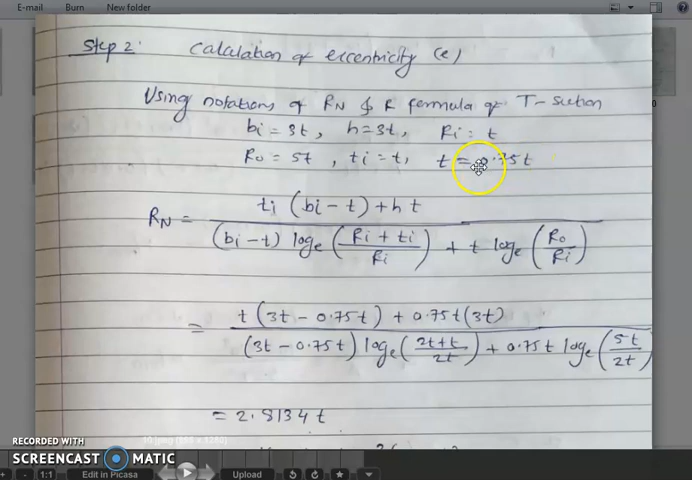 E-mail Burn New folder
Step 2: Calculation of eccentricity (e)
Using notations of RN & R formula of T-section
bi = 3t, h = 3t, Ri = t
Ro = 5t, ti = t, t = 0.75t
RN = ti (bi - t) + h t / (bi - t) loge (Ri + ti / Ri) + t loge (Ro / Ri)
= t (3t - 0.75t) + 0.75t (3t) / (3t - 0.75t) loge (2t + t / 2t) + 0.75t loge (5t / 2t)
= 2.8134 t
RECORDED WITH
SCREENCAST MATIC
1:1 Edit in Picasa Upload